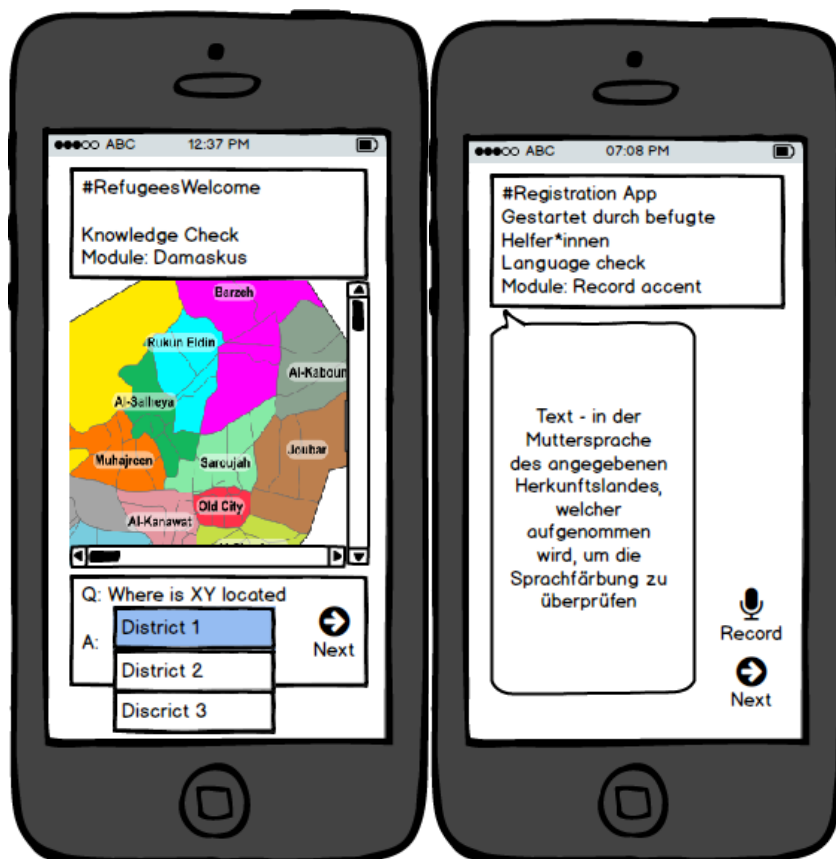 ●●●○○ ABC 12:37 PM
#RefugeesWelcome
Knowledge Check
Module: Damaskus
Barzeh
Rukun Eldin
Al-Kaboun
Al-Salheya
Muhajreen
Saroujah
Joubar
Old City
Al-Kanawat
Q: Where is XY located
A:
District 1
District 2
Discrict 3
Next
●●●○○ ABC 07:08 PM
#Registration App
Gestartet durch befugte
Helfer*innen
Language check
Module: Record accent
Text - in der
Muttersprache
des angegebenen
Herkunftslandes,
welcher
aufgenommen
wird, um die
Sprachfärbung zu
überprüfen
Record
Next